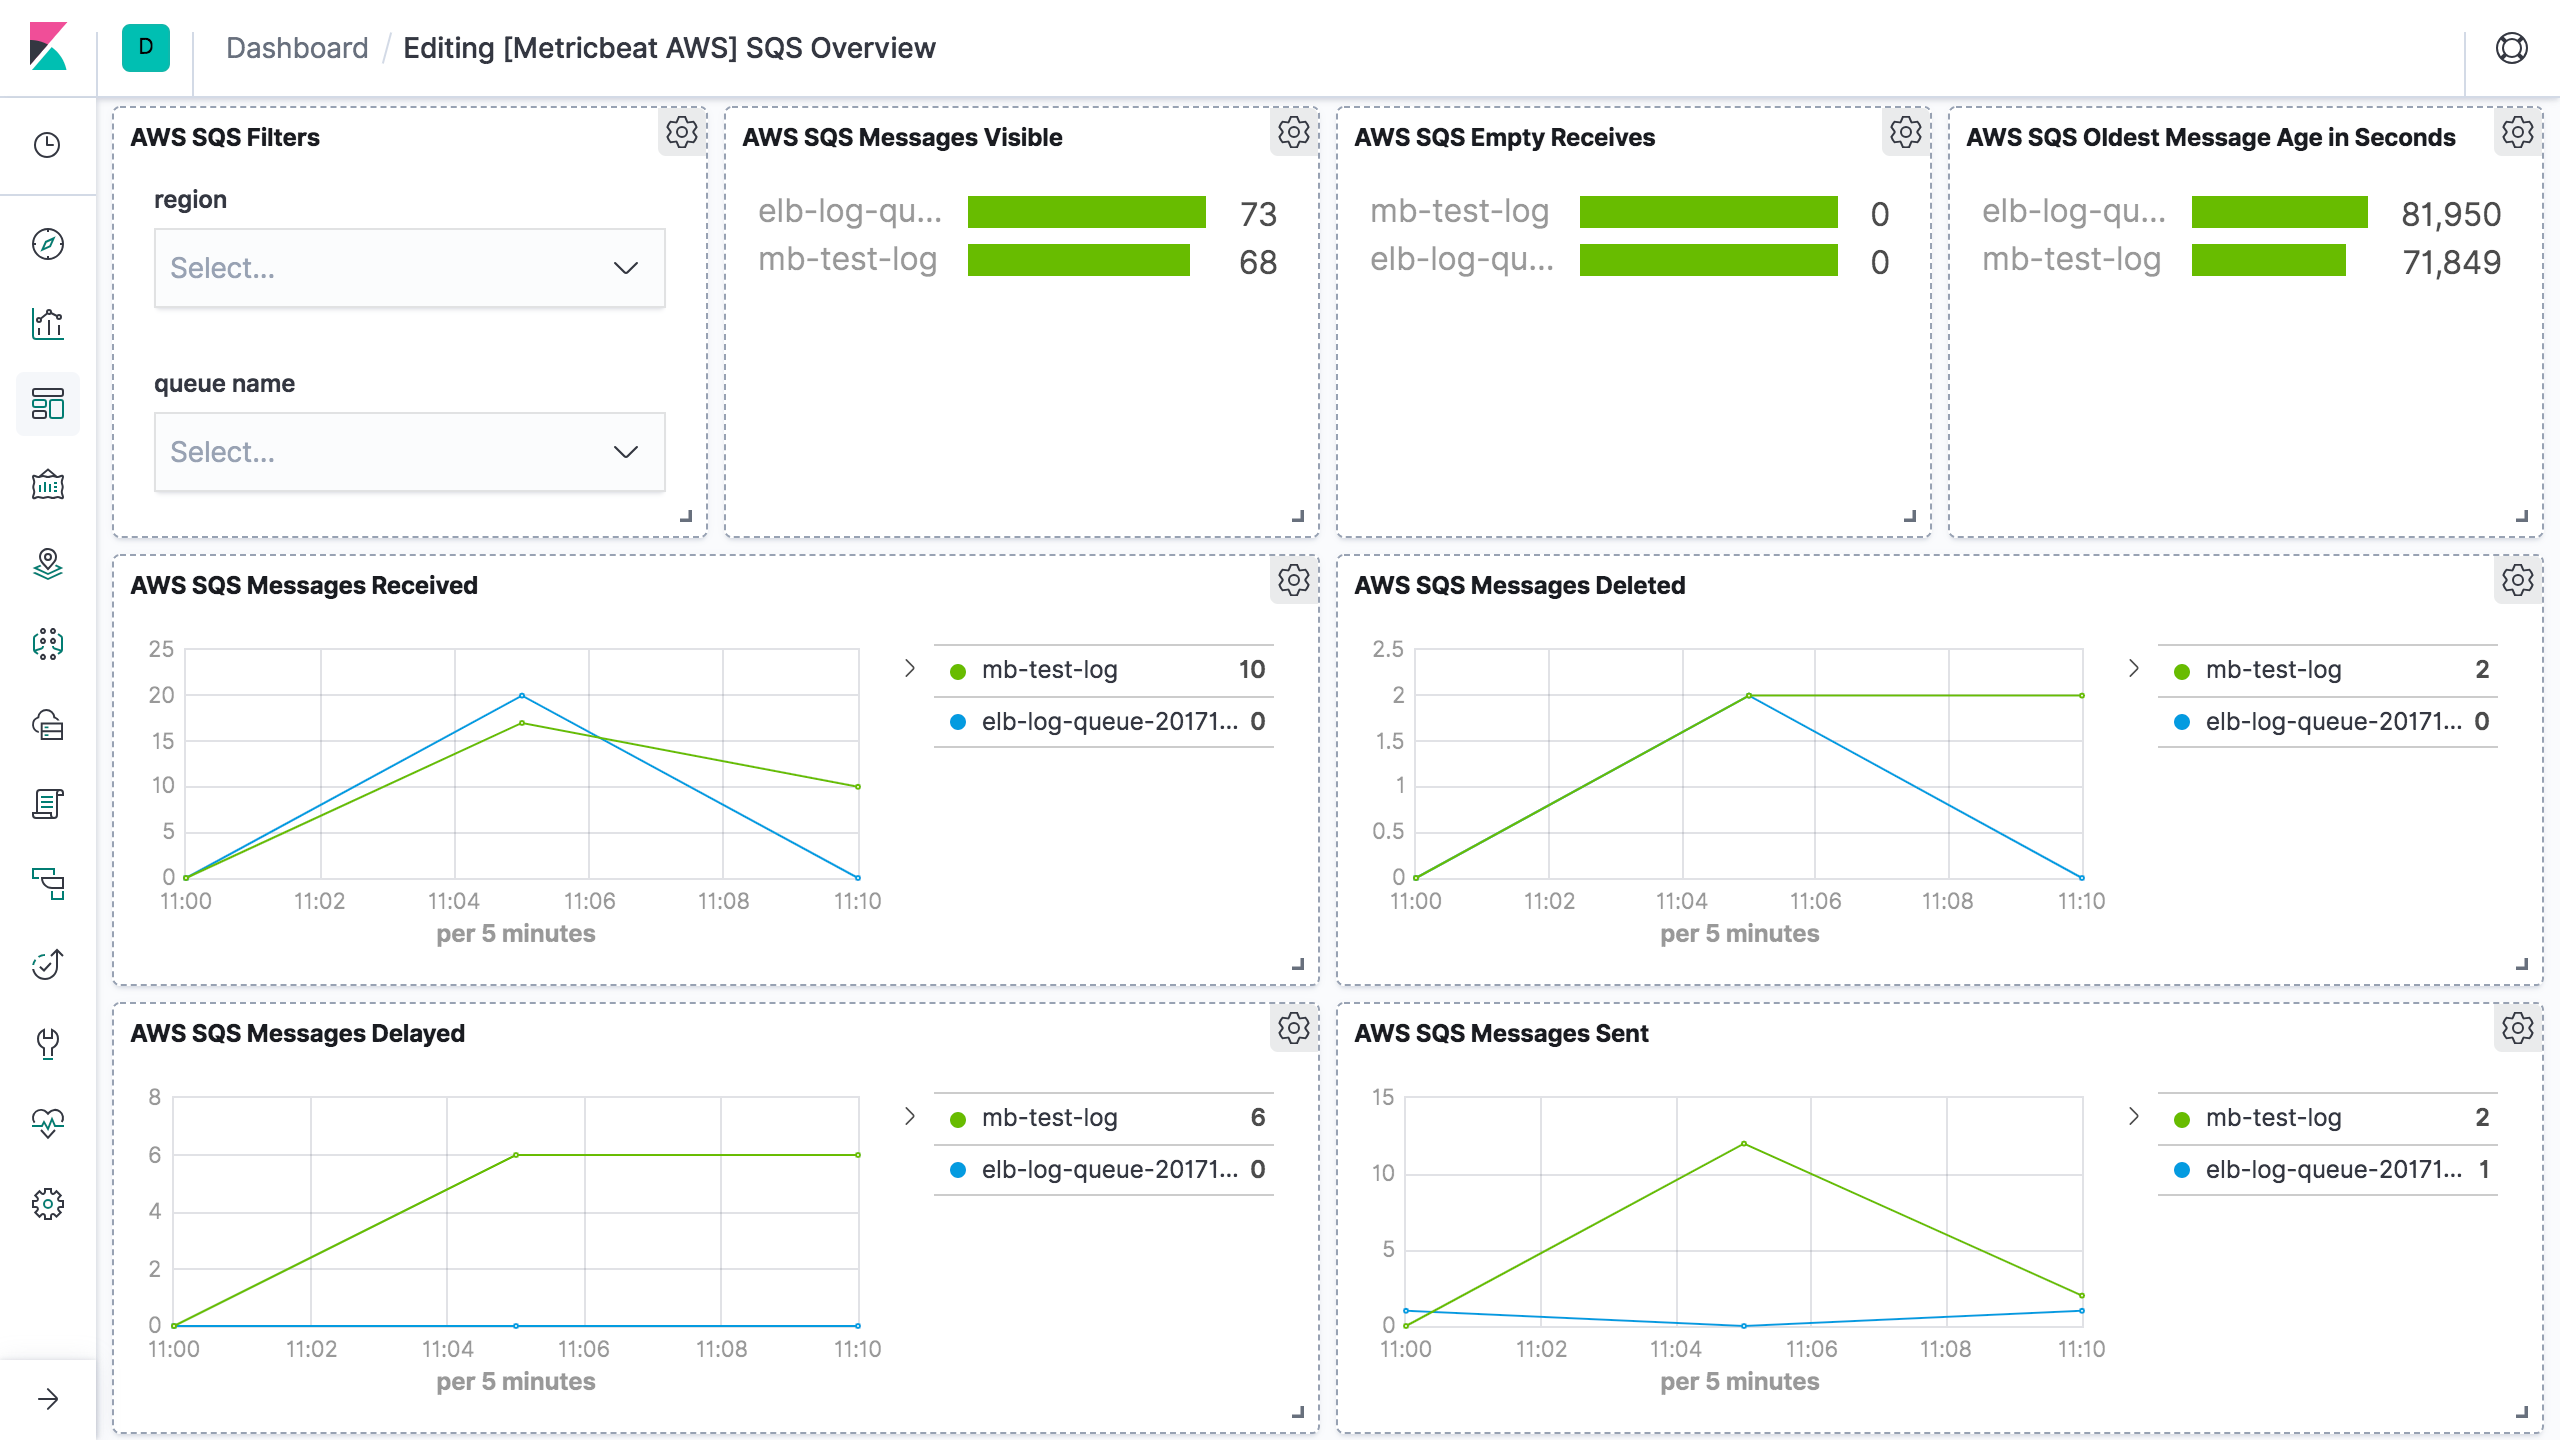 D
Dashboard / Editing [Metricbeat AWS] SQS Overview
AWS SQS Filters
region
Select...
queue name
Select...
AWS SQS Messages Visible
elb-log-qu... 73
mb-test-log 68
AWS SQS Empty Receives
mb-test-log 0
elb-log-qu... 0
AWS SQS Oldest Message Age in Seconds
elb-log-qu... 81,950
mb-test-log 71,849
AWS SQS Messages Received
25
20
15
10
5
0
11:00 11:02 11:04 11:06 11:08 11:10
per 5 minutes
mb-test-log 10
elb-log-queue-20171... 0
AWS SQS Messages Deleted
2.5
2
1.5
1
0.5
0
11:00 11:02 11:04 11:06 11:08 11:10
per 5 minutes
mb-test-log 2
elb-log-queue-20171... 0
AWS SQS Messages Delayed
8
6
4
2
0
11:00 11:02 11:04 11:06 11:08 11:10
per 5 minutes
mb-test-log 6
elb-log-queue-20171... 0
AWS SQS Messages Sent
15
10
5
0
11:00 11:02 11:04 11:06 11:08 11:10
per 5 minutes
mb-test-log 2
elb-log-queue-20171... 1